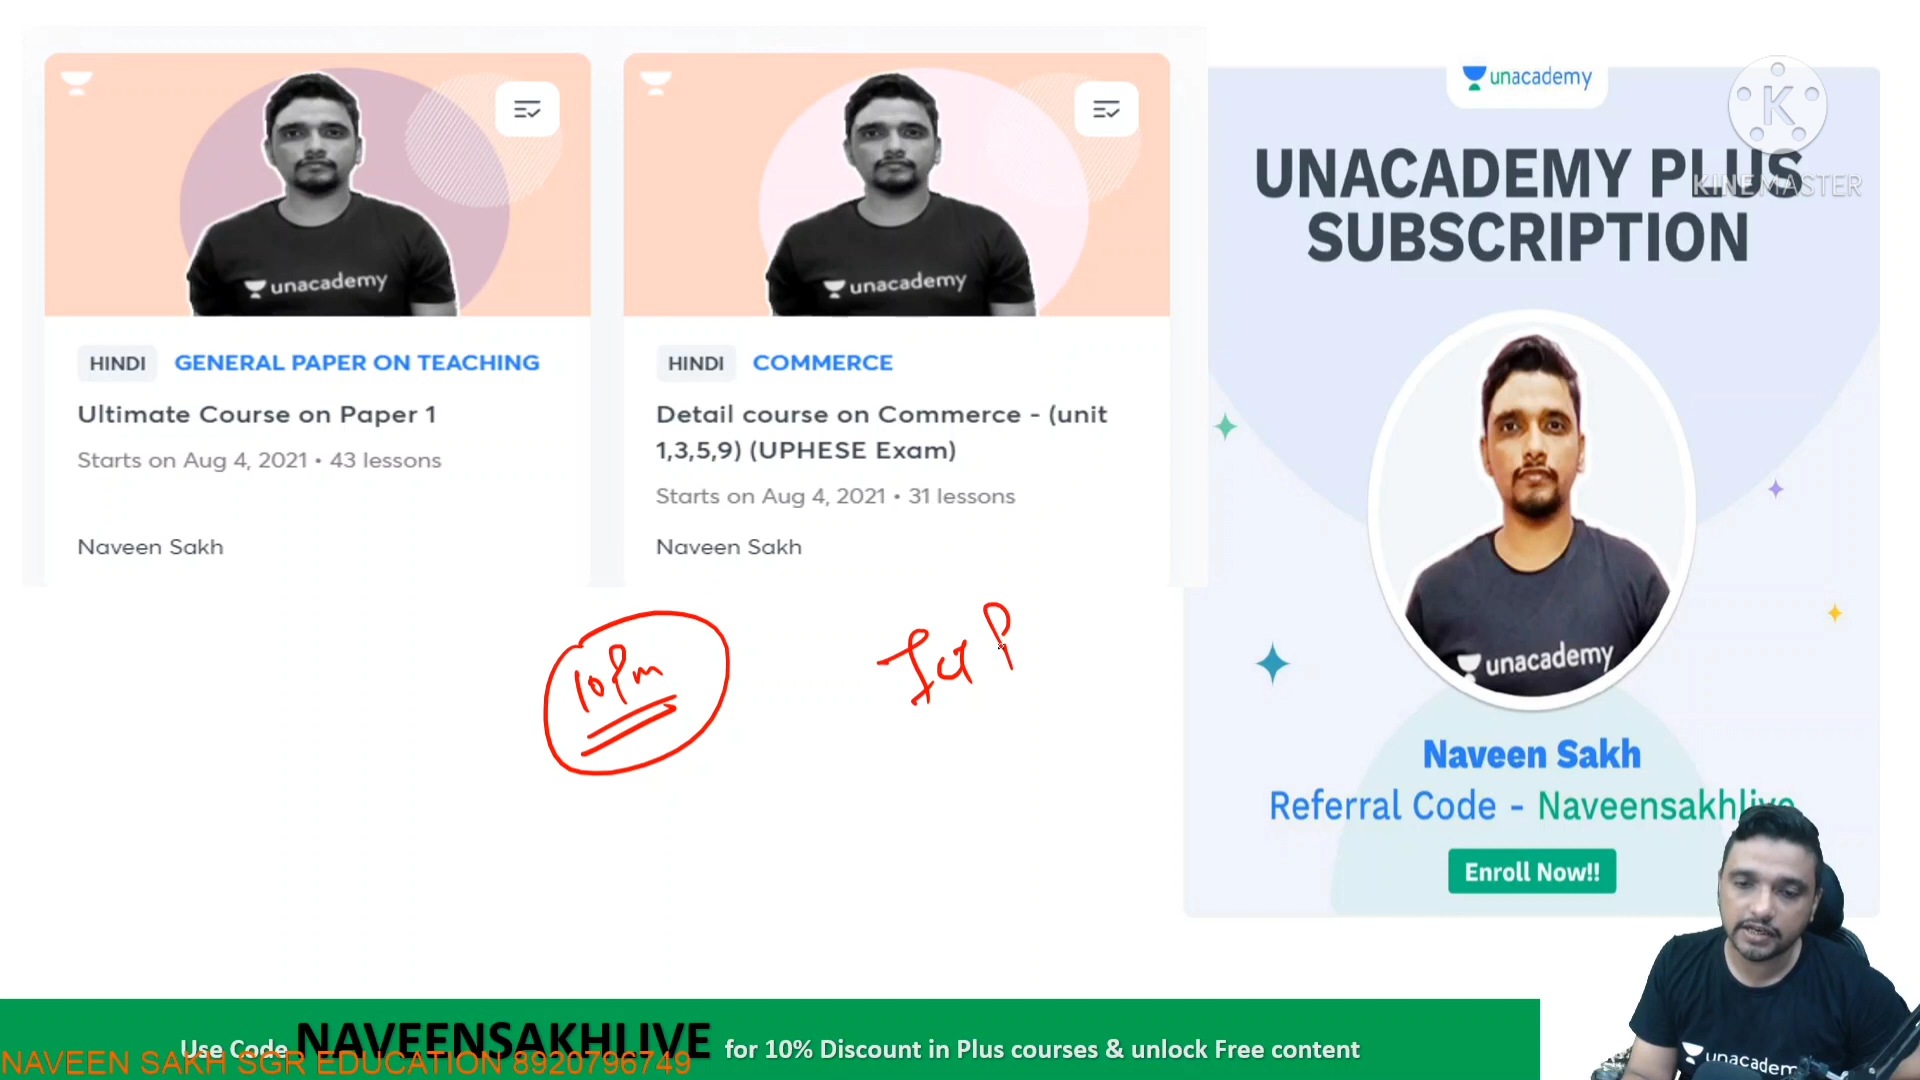 unacademy
HINDI GENERAL PAPER ON TEACHING
Ultimate Course on Paper 1
Starts on Aug 4, 2021 • 43 lessons
Naveen Sakh
unacademy
HINDI COMMERCE
Detail course on Commerce - (unit
1,3,5,9) (UPHESE Exam)
Starts on Aug 4, 2021 • 31 lessons
Naveen Sakh
10 Pm
unacademy
K
KINEMASTER
UNACADEMY PLUS
SUBSCRIPTION
unacademy
Naveen Sakh
Referral Code - Naveensakhlive
Enroll Now!!
unacademy
Use Code NAVEENSAKHLIVE for 10% Discount in Plus courses & unlock Free content
NAVEEN SAKH SGR EDUCATION 8920796749